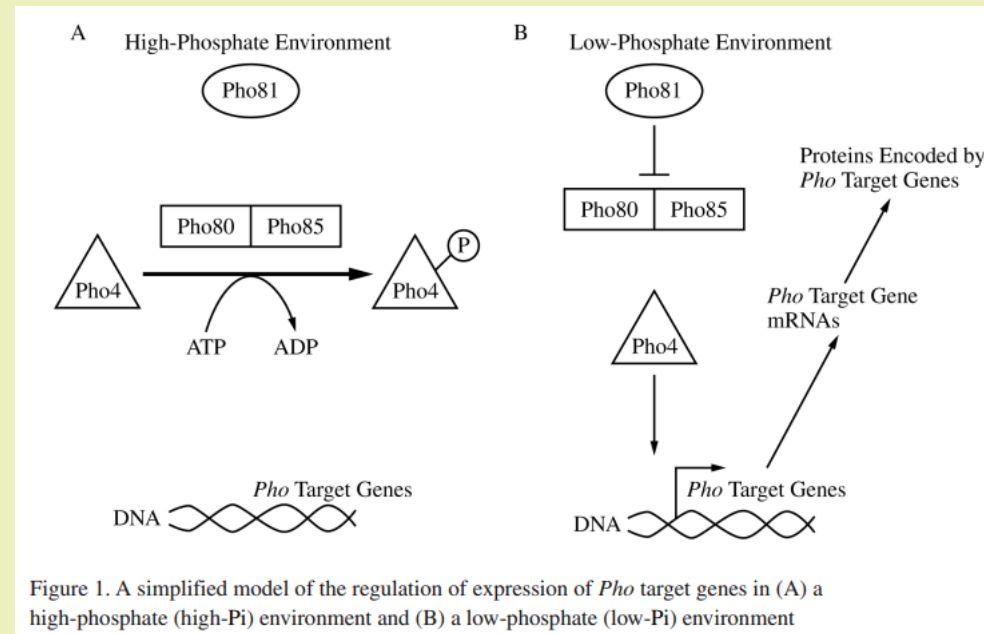 A
High-Phosphate Environment
Pho81
Pho80 Pho85
Pho4
P
Pho4
ATP ADP
Pho Target Genes
DNA
B
Low-Phosphate Environment
Pho81
Proteins Encoded by
Pho Target Genes
Pho80 Pho85
Pho Target Gene
mRNAs
Pho4
Pho Target Genes
DNA
Figure 1. A simplified model of the regulation of expression of Pho target genes in (A) a
high-phosphate (high-Pi) environment and (B) a low-phosphate (low-Pi) environment